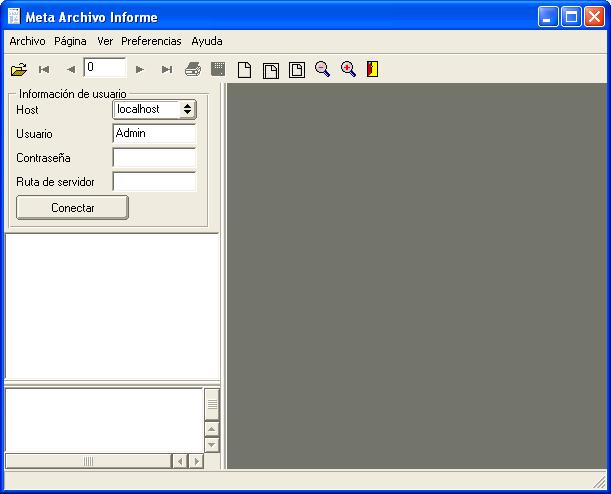 Meta Archivo Informe
Archivo Página Ver Preferencias Ayuda
0
Información de usuario
Host localhost
Usuario Admin
Contraseña
Ruta de servidor
Conectar